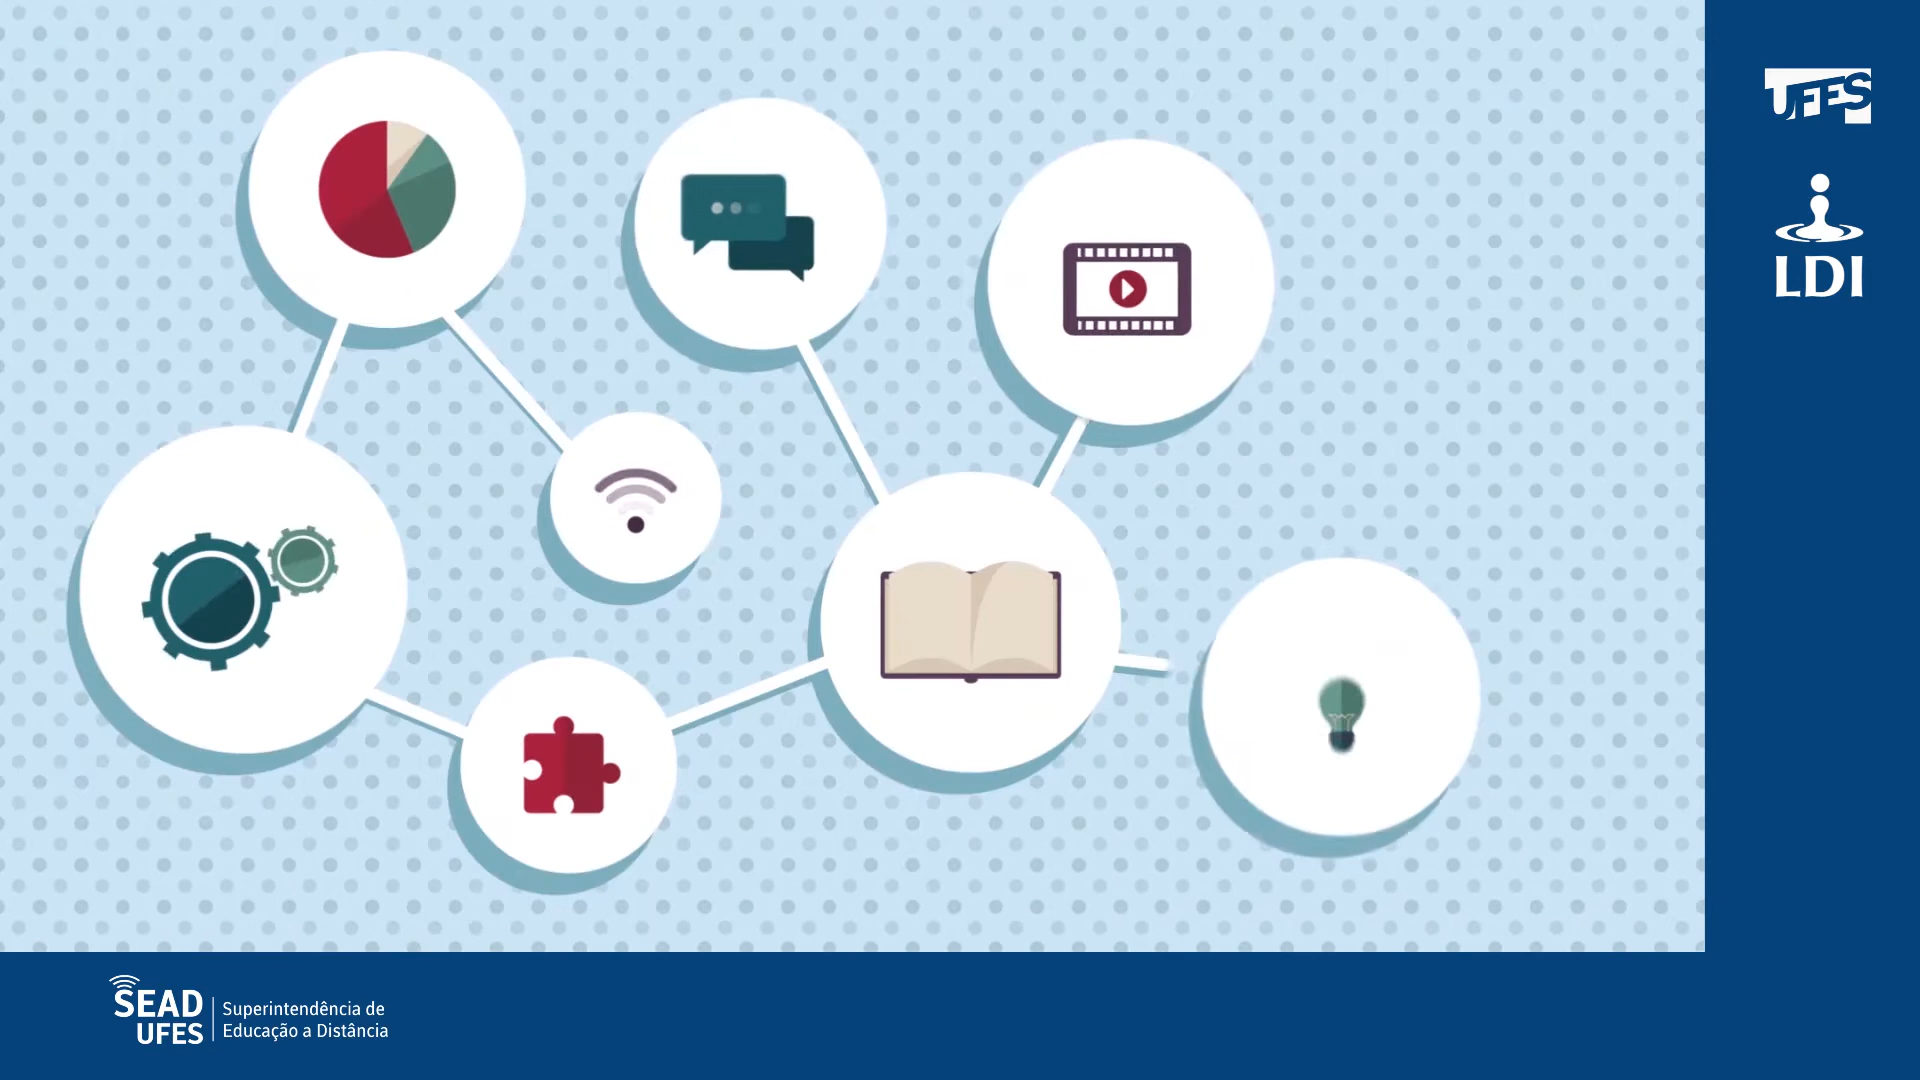 UFES
LDI
SEAD
UFES
Superintendência de
Educação a Distância